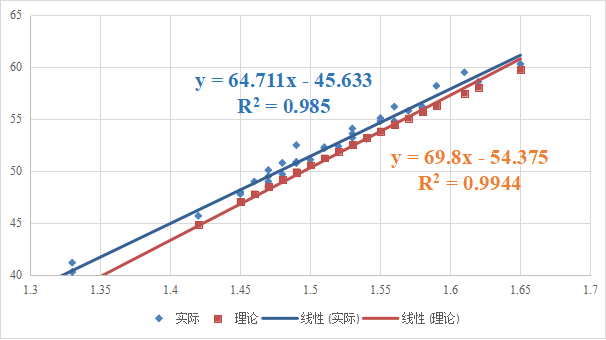 65
60
55
50
45
40
y = 64.711x - 45.633
R² = 0.985
y = 69.8x - 54.375
R² = 0.9944
1.3 1.35 1.4 1.45 1.5 1.55 1.6 1.65 1.7
实际 理论 线性 (实际) 线性 (理论)